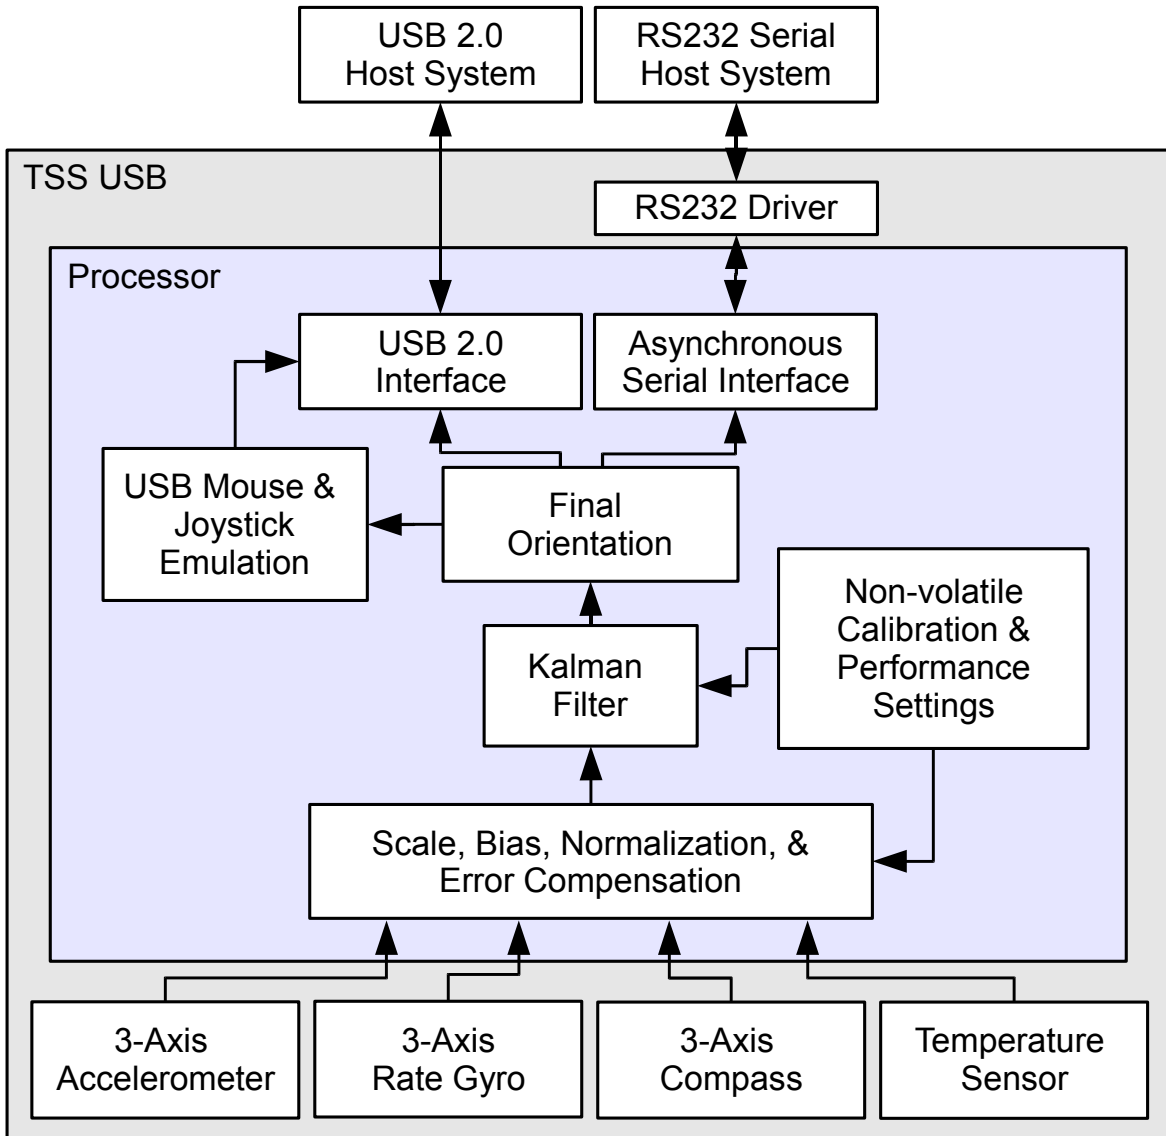 USB 2.0
Host System
RS232 Serial
Host System
TSS USB
RS232 Driver
Processor
USB 2.0
Interface
Asynchronous
Serial Interface
USB Mouse &
Joystick
Emulation
Final
Orientation
Non-volatile
Calibration &
Performance
Settings
Kalman
Filter
Scale, Bias, Normalization, &
Error Compensation
3-Axis
Accelerometer
3-Axis
Rate Gyro
3-Axis
Compass
Temperature
Sensor